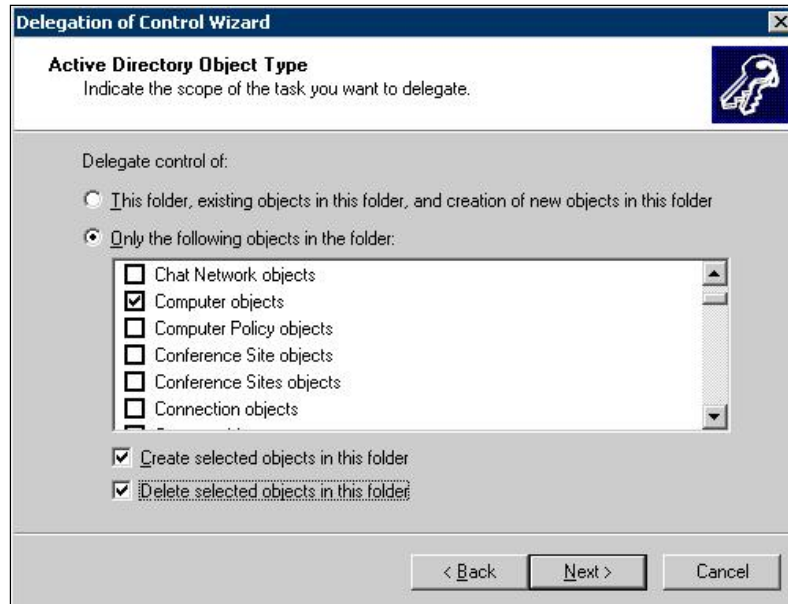 Delegation of Control Wizard
Active Directory Object Type
Indicate the scope of the task you want to delegate.
Delegate control of:
This folder, existing objects in this folder, and creation of new objects in this folder
Only the following objects in the folder:
Chat Network objects
Computer objects
Computer Policy objects
Conference Site objects
Conference Sites objects
Connection objects
Create selected objects in this folder
Delete selected objects in this folder
< Back Next > Cancel